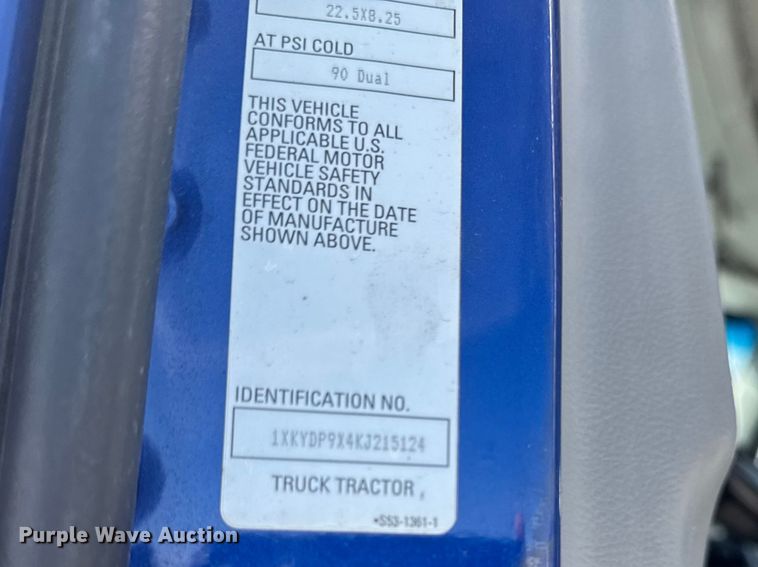 22.5X8.25
AT PSI COLD
90 Dual
THIS VEHICLE
CONFORMS TO ALL
APPLICABLE U.S.
FEDERAL MOTOR
VEHICLE SAFETY
STANDARDS IN
EFFECT ON THE DATE
OF MANUFACTURE
SHOWN ABOVE.
IDENTIFICATION NO.
1XKYDP9X4KJ215124
TRUCK TRACTOR
•S53-1361-1
Purple Wave Auction